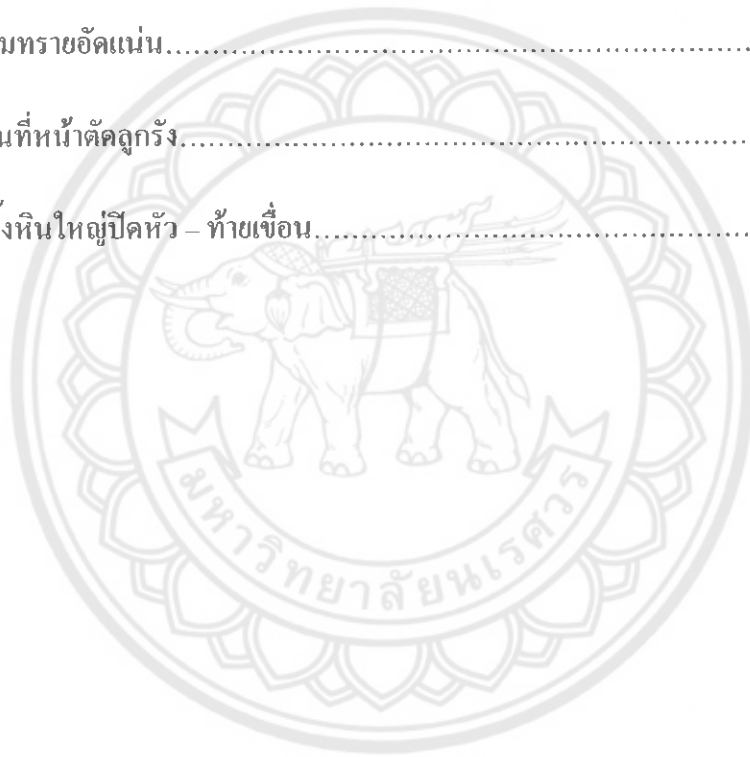 มทรายอัดแน่น
นที่หน้าตัดลูกรัง
งหินใหญ่ปิดหัว – ท้ายเขื่อน
มหาวิทยาลัยนเรศวร